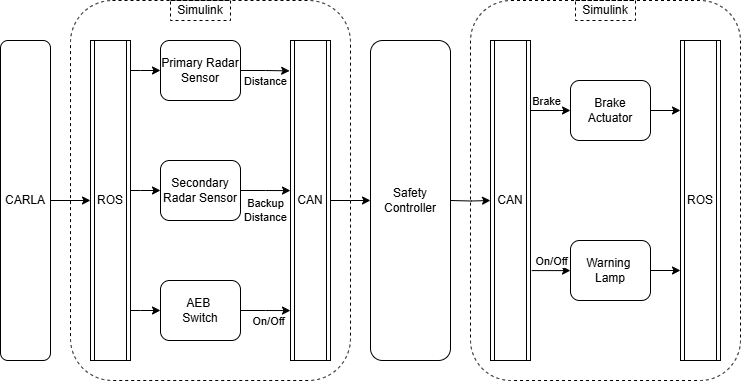 Simulink
Simulink
Primary Radar
Sensor
Distance
Brake
Brake
Actuator
CARLA
ROS
Secondary
Radar Sensor
Backup
Distance
CAN
Safety
Controller
CAN
ROS
On/Off
Warning
Lamp
AEB
Switch
On/Off